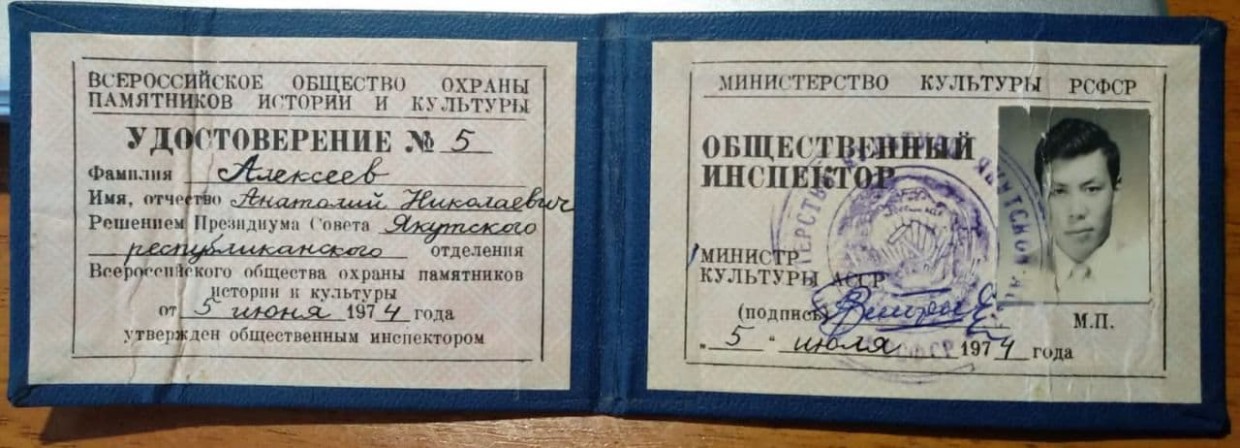 ВСЕРОССИЙСКОЕ ОБЩЕСТВО ОХРАНЫ
ПАМЯТНИКОВ ИСТОРИИ И КУЛЬТУРЫ
УДОСТОВЕРЕНИЕ № 5
Фамилия Алексеев
Имя, отчество Анатолий Николаевич
Решением Президиума Совета Якутского
республиканского отделения
Всероссийского общества охраны памятников
истории и культуры
от 5 июня 1974 года
утвержден общественным инспектором
МИНИСТЕРСТВО КУЛЬТУРЫ РСФСР
ОБЩЕСТВЕННЫЙ
ИНСПЕКТОР
МИНИСТР
КУЛЬТУРЫ АССР
(подпись)
М.П.
„5“ июля 1974 года